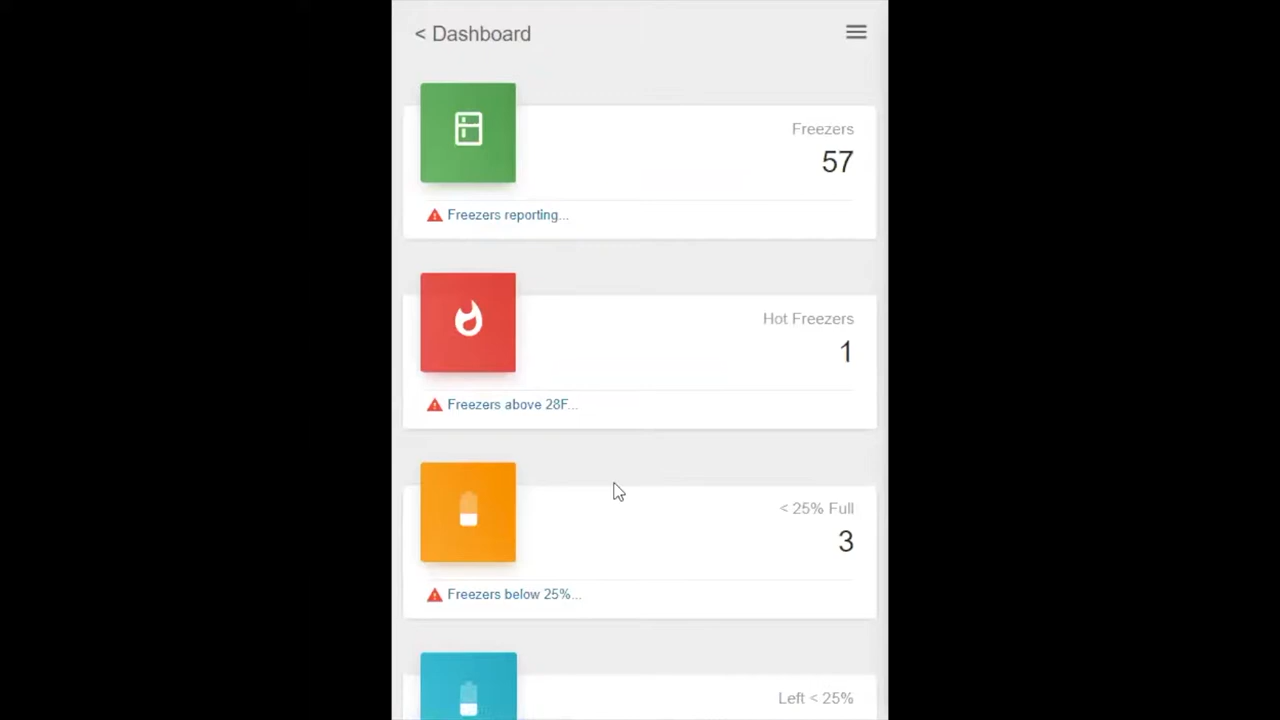 < Dashboard
Freezers
57
Freezers reporting...
Hot Freezers
1
Freezers above 28F...
< 25% Full
3
Freezers below 25%...
Left < 25%